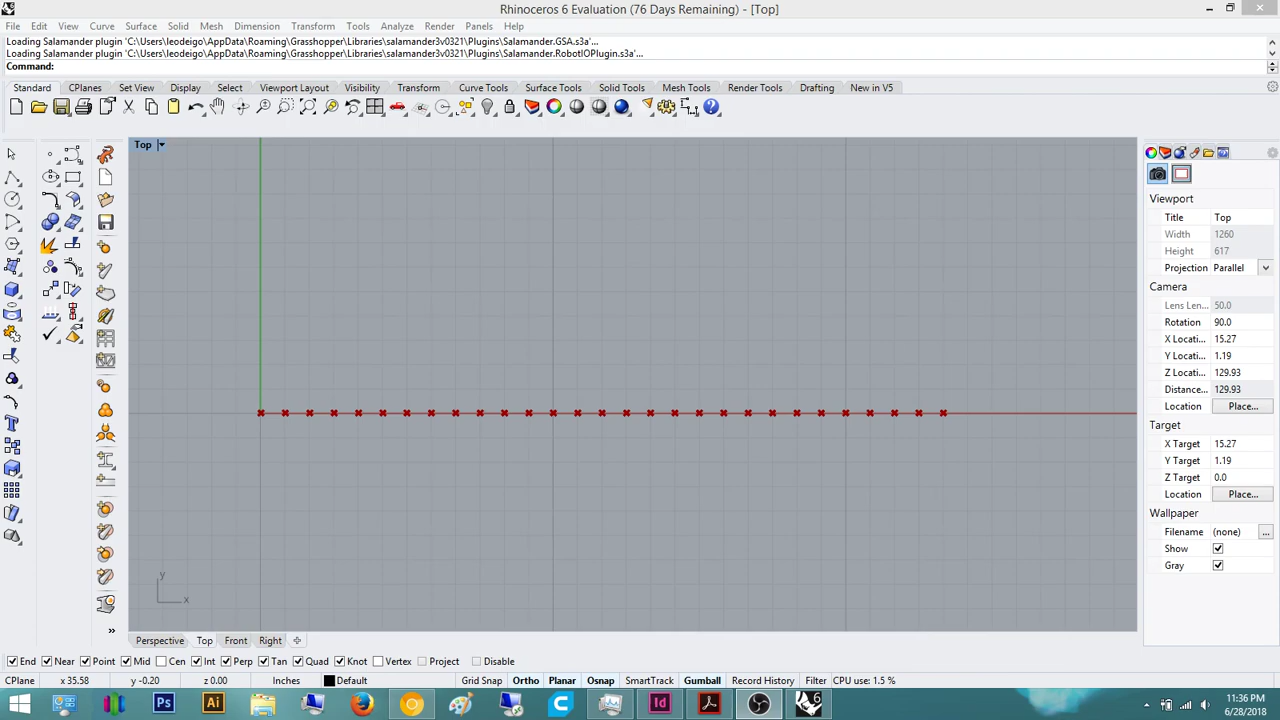 Rhinoceros 6 Evaluation (76 Days Remaining) - [Top]
File Edit View Curve Surface Solid Mesh Dimension Transform Tools Analyze Render Panels Help
Loading Salamander plugin 'C:\Users\leodeigo\AppData\Roaming\Grasshopper\Libraries\salamander3v0321\Plugins\Salamander.GSA.s3a'...
Loading Salamander plugin 'C:\Users\leodeigo\AppData\Roaming\Grasshopper\Libraries\salamander3v0321\Plugins\Salamander.RobotIOPlugin.s3a'...
Command:
Standard CPlanes Set View Display Select Viewport Layout Visibility Transform Curve Tools Surface Tools Solid Tools Mesh Tools Render Tools Drafting New in V5
Top
Viewport
Title Top
Width 1260
Height 617
Projection Parallel
Camera
Lens Len... 50.0
Rotation 90.0
X Locati... 15.27
Y Locati... 1.19
Z Locati... 129.93
Distance... 129.93
Location Place...
Target
X Target 15.27
Y Target 1.19
Z Target 0.0
Location Place...
Wallpaper
Filename (none) ...
Show
Gray
y
x
»
Perspective Top Front Right
End Near Point Mid Cen Int Perp Tan Quad Knot Vertex Project Disable
CPlane x 35.58 y -0.20 z 0.00 Inches Default Grid Snap Ortho Planar Osnap SmartTrack Gumball Record History Filter CPU use: 1.5 %
Ps Ai Id 6
11:36 PM
6/28/2018